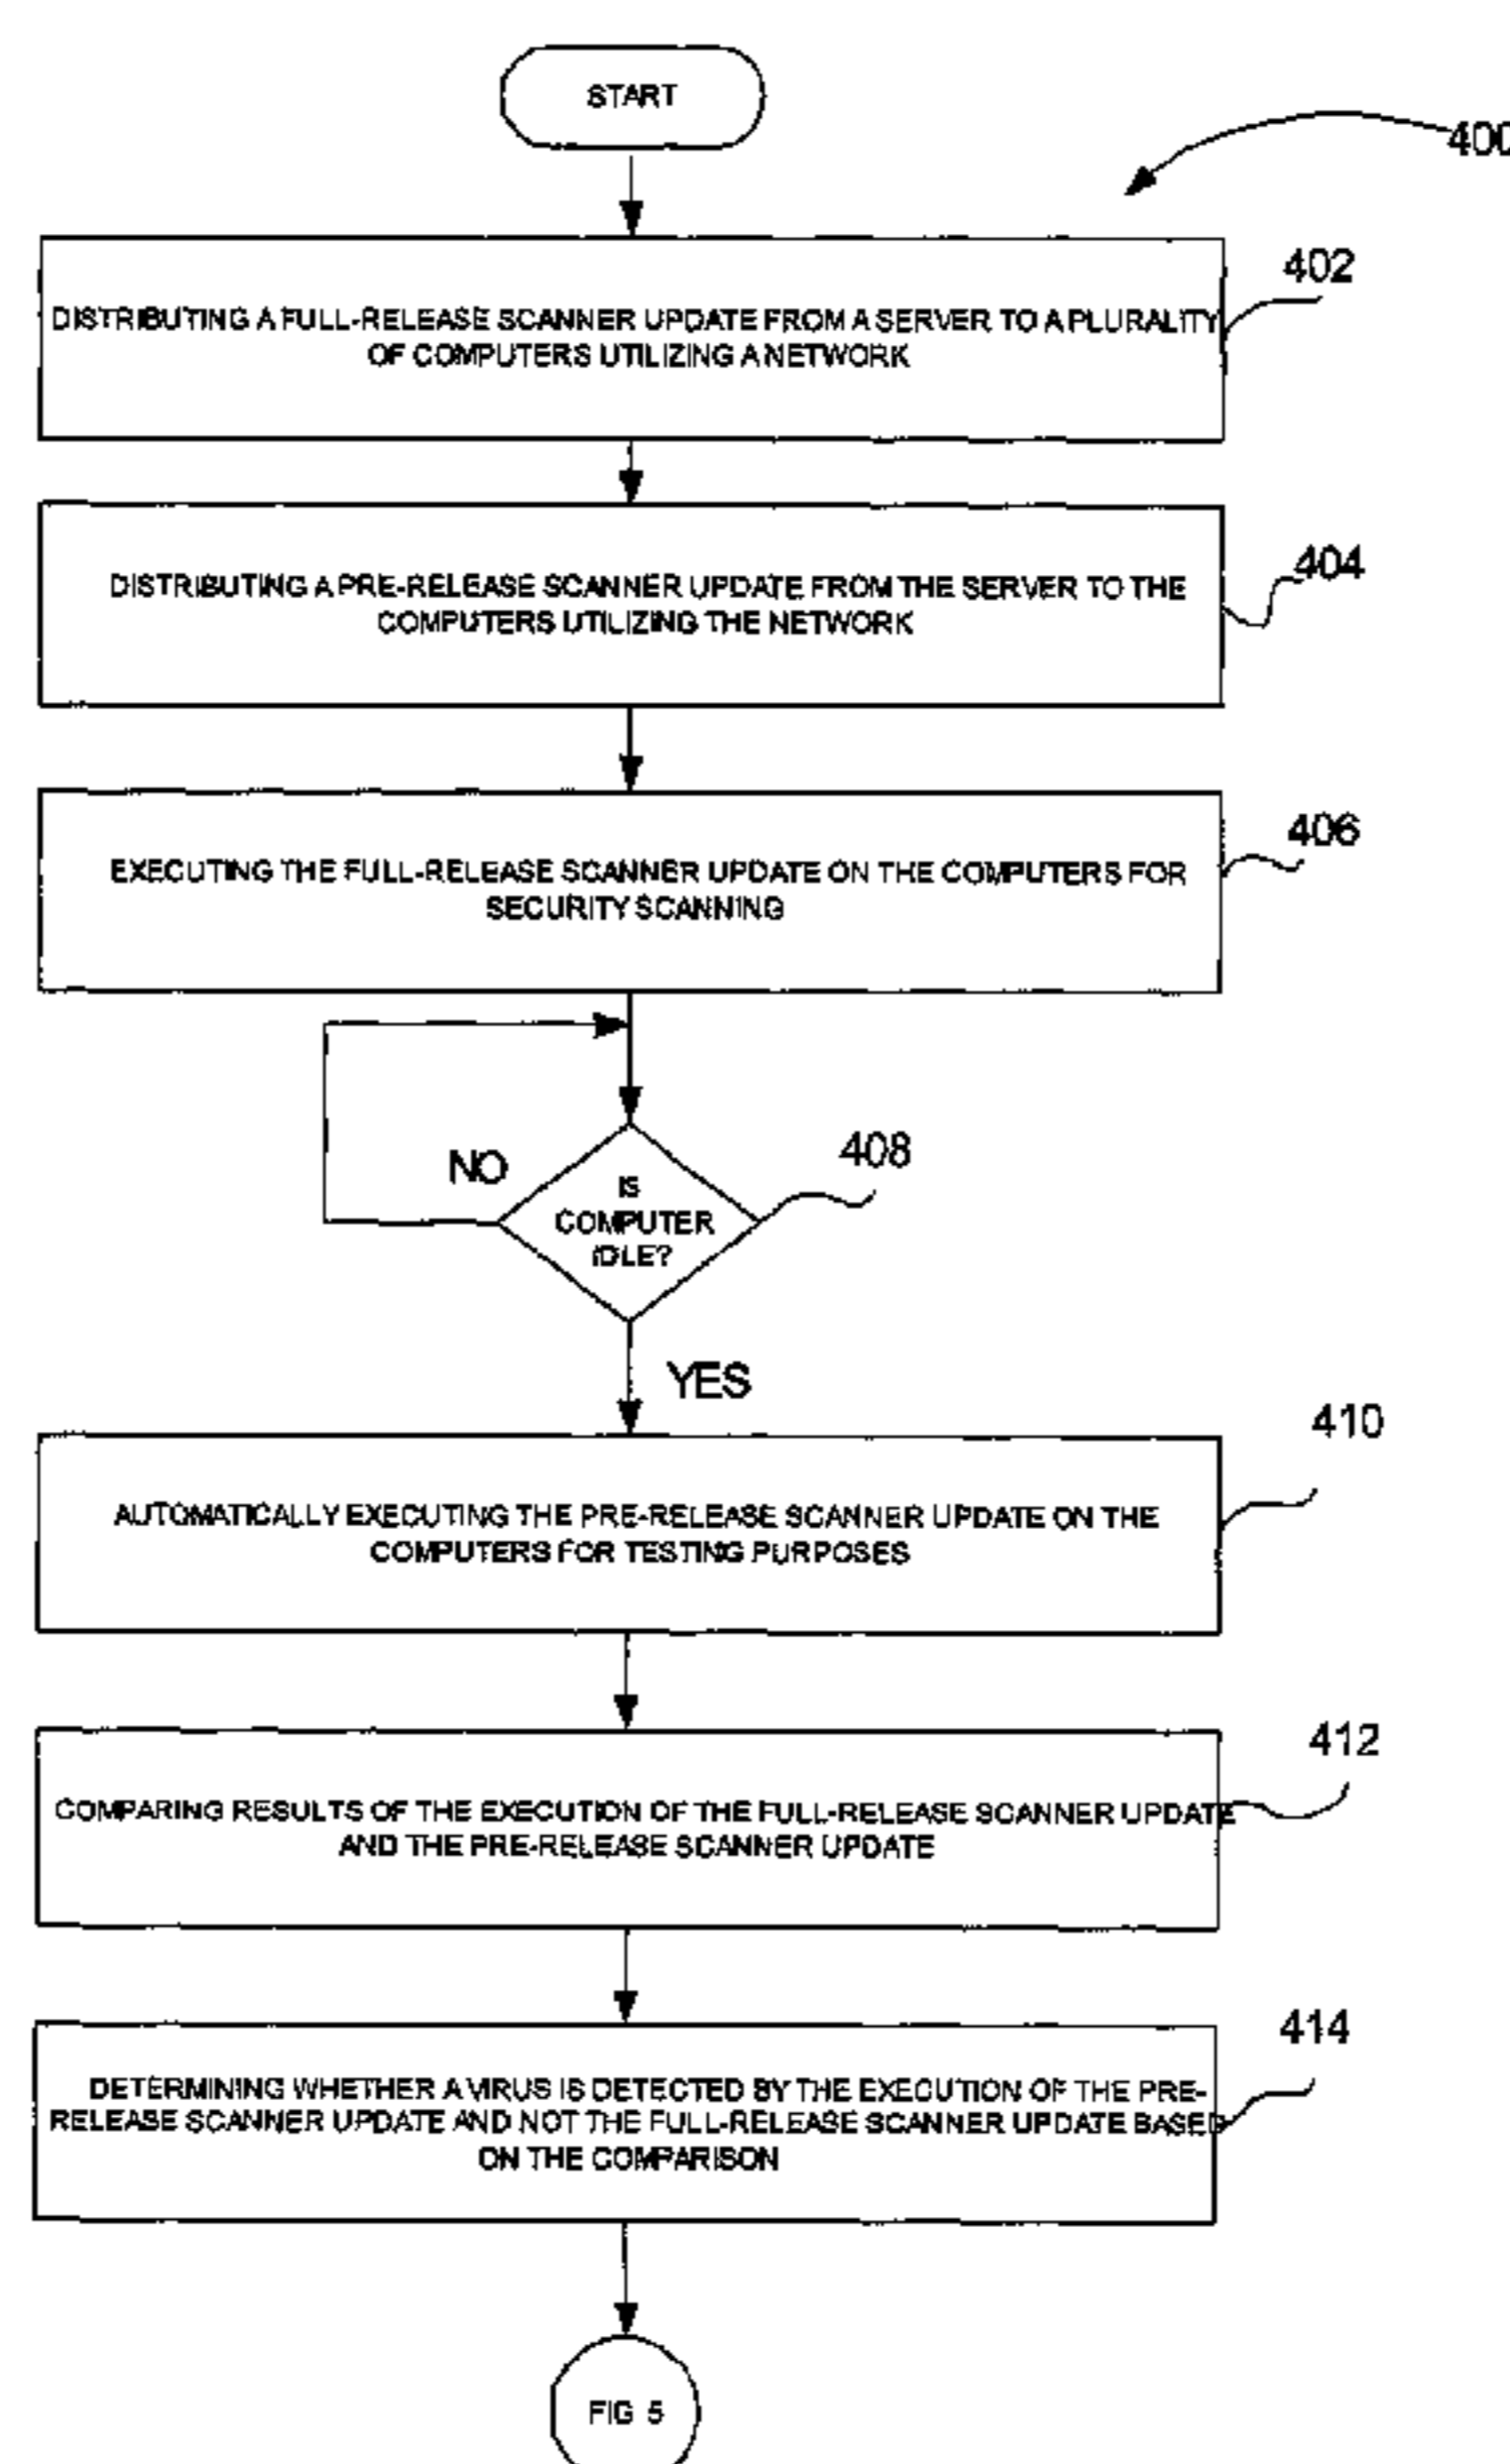 START
400
402
DISTRIBUTING A FULL-RELEASE SCANNER UPDATE FROM A SERVER TO A PLURALITY
OF COMPUTERS UTILIZING A NETWORK
404
DISTRIBUTING A PRE-RELEASE SCANNER UPDATE FROM THE SERVER TO THE
COMPUTERS UTILIZING THE NETWORK
406
EXECUTING THE FULL-RELEASE SCANNER UPDATE ON THE COMPUTERS FOR
SECURITY SCANNING
408
NO
IS
COMPUTER
IDLE?
YES
410
AUTOMATICALLY EXECUTING THE PRE-RELEASE SCANNER UPDATE ON THE
COMPUTERS FOR TESTING PURPOSES
412
COMPARING RESULTS OF THE EXECUTION OF THE FULL-RELEASE SCANNER UPDATE
AND THE PRE-RELEASE SCANNER UPDATE
414
DETERMINING WHETHER A VIRUS IS DETECTED BY THE EXECUTION OF THE PRE-
RELEASE SCANNER UPDATE AND NOT THE FULL-RELEASE SCANNER UPDATE BASED
ON THE COMPARISON
FIG 5